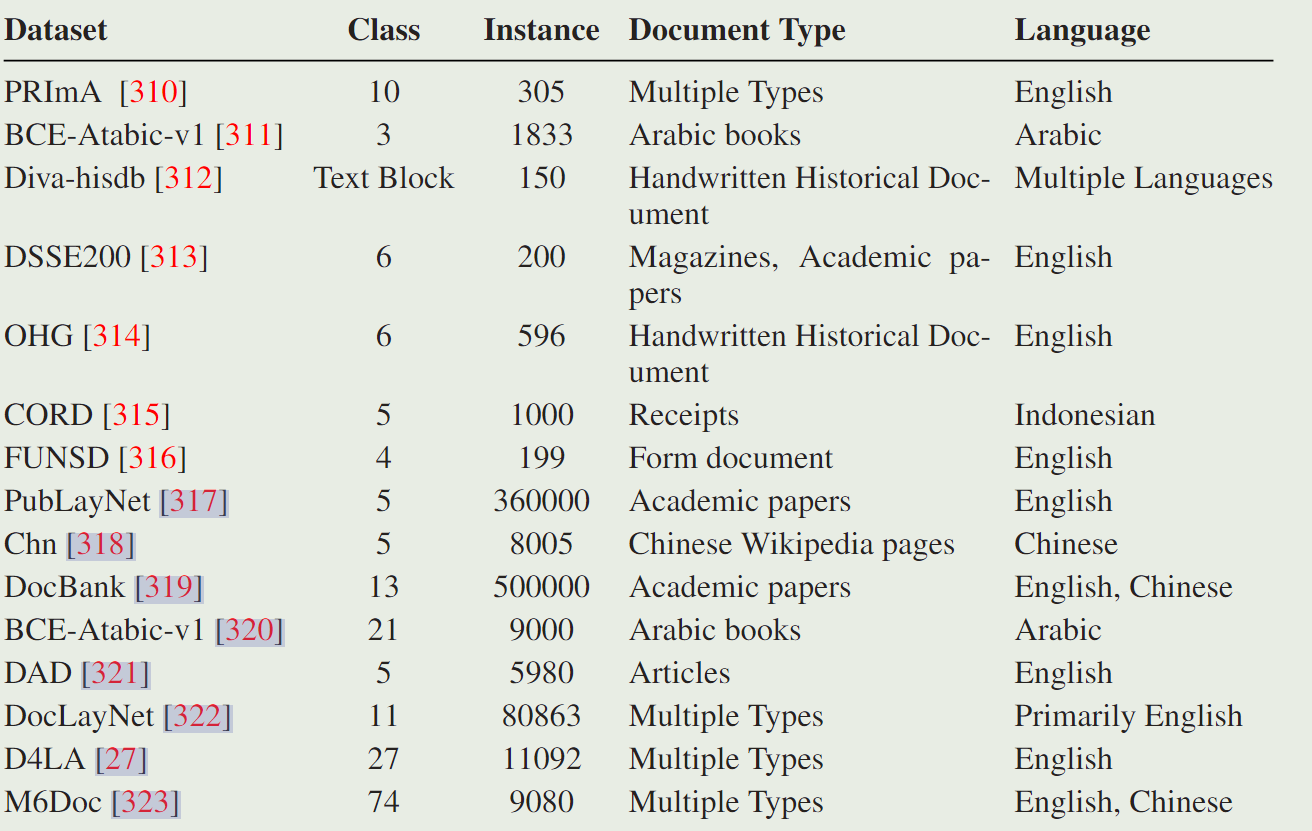 Dataset Class Instance Document Type Language
PRImA [310] 10 305 Multiple Types English
BCE-Atabic-v1 [311] 3 1833 Arabic books Arabic
Diva-hisdb [312] Text Block 150 Handwritten Historical Doc- Multiple Languages
ument
DSSE200 [313] 6 200 Magazines, Academic pa- English
pers
OHG [314] 6 596 Handwritten Historical Doc- English
ument
CORD [315] 5 1000 Receipts Indonesian
FUNSD [316] 4 199 Form document English
PubLayNet [317] 5 360000 Academic papers English
Chn [318] 5 8005 Chinese Wikipedia pages Chinese
DocBank [319] 13 500000 Academic papers English, Chinese
BCE-Atabic-v1 [320] 21 9000 Arabic books Arabic
DAD [321] 5 5980 Articles English
DocLayNet [322] 11 80863 Multiple Types Primarily English
D4LA [27] 27 11092 Multiple Types English
M6Doc [323] 74 9080 Multiple Types English, Chinese